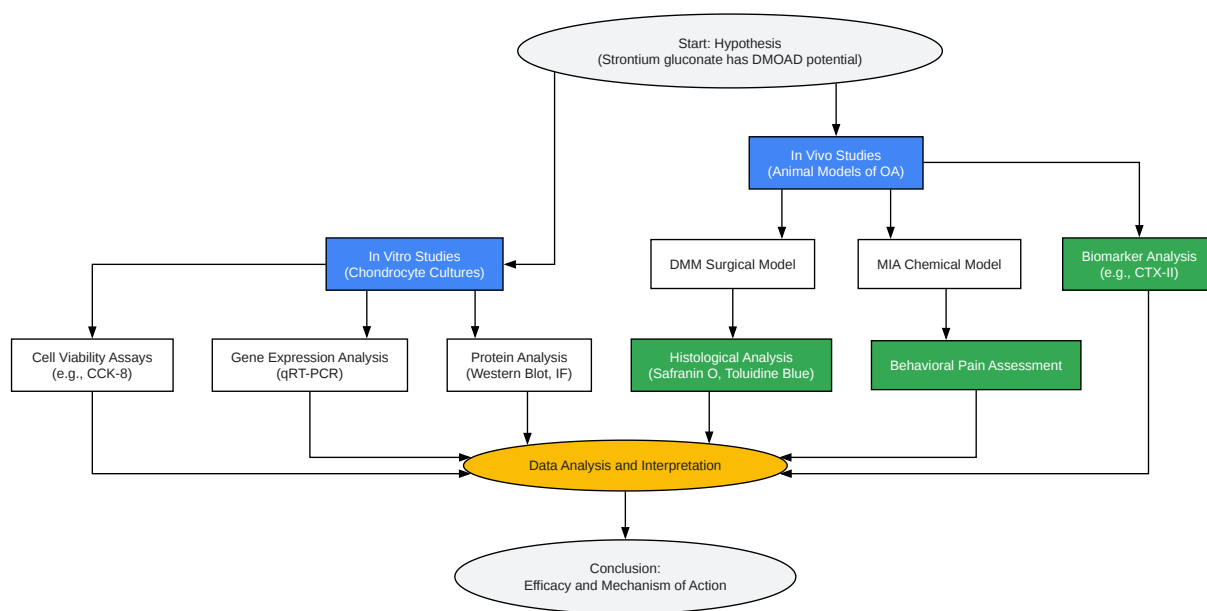 Start: Hypothesis
(Strontium gluconate has DMOAD potential)
In Vivo Studies
(Animal Models of OA)
In Vitro Studies
(Chondrocyte Cultures)
DMM Surgical Model
MIA Chemical Model
Biomarker Analysis
(e.g., CTX-II)
Cell Viability Assays
(e.g., CCK-8)
Gene Expression Analysis
(qRT-PCR)
Protein Analysis
(Western Blot, IF)
Histological Analysis
(Safranin O, Toluidine Blue)
Behavioral Pain Assessment
Data Analysis and Interpretation
Conclusion:
Efficacy and Mechanism of Action